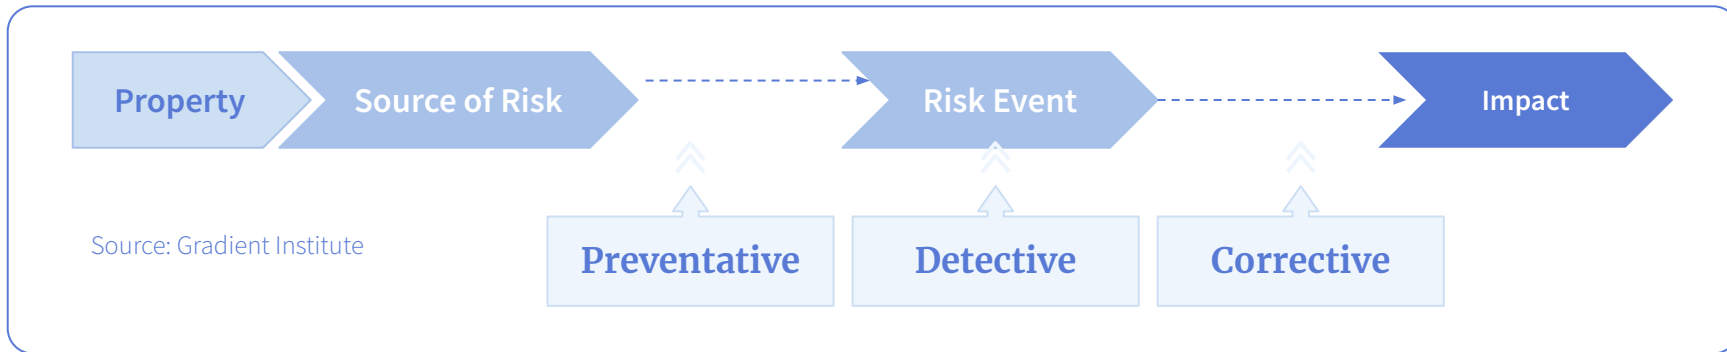 Property
Source of Risk
Risk Event
Impact
Source: Gradient Institute
Preventative
Detective
Corrective